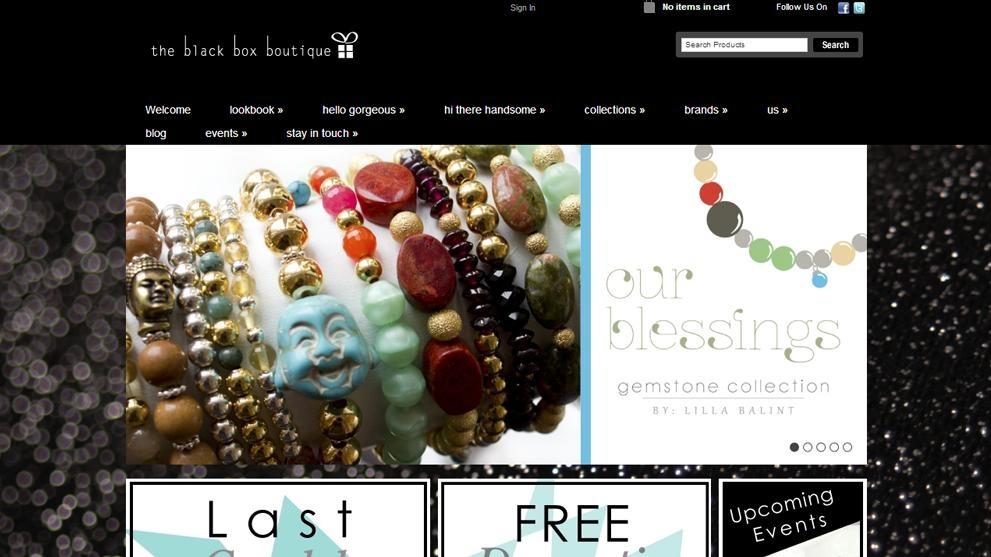 Sign In
No items in cart
Follow Us On
the black box boutique
Search Products
Search
Welcome lookbook » hello gorgeous » hi there handsome » collections » brands » us »
blog events » stay in touch »
our
blessings
gemstone collection
BY: LILLA BALINT
Last
FREE
Upcoming
Events